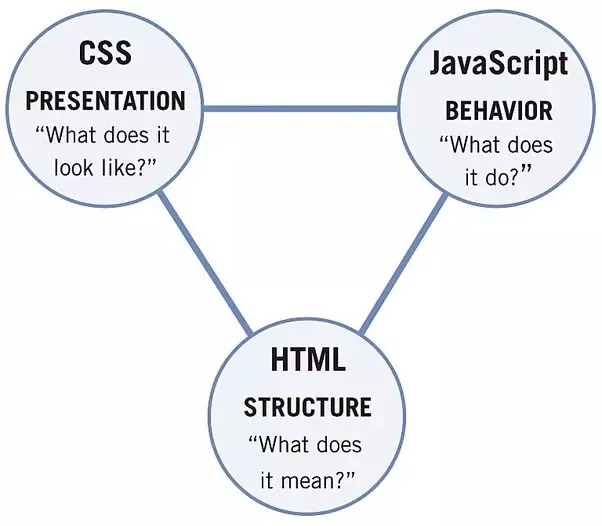 CSS
PRESENTATION
“What does it
look like?”
JavaScript
BEHAVIOR
“What does
it do?”
HTML
STRUCTURE
“What does
it mean?”